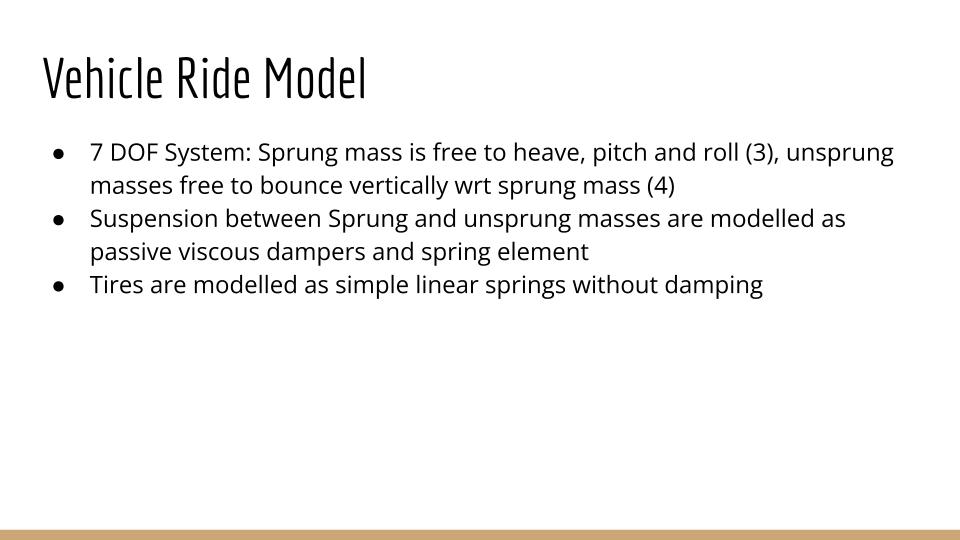 Vehicle Ride Model
● 7 DOF System: Sprung mass is free to heave, pitch and roll (3), unsprung
masses free to bounce vertically wrt sprung mass (4)
● Suspension between Sprung and unsprung masses are modelled as
passive viscous dampers and spring element
● Tires are modelled as simple linear springs without damping